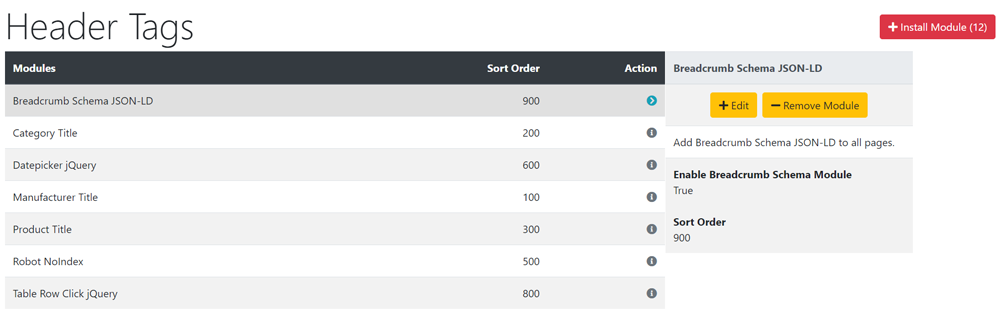 Header Tags
+ Install Module (12)
Modules Sort Order Action
Breadcrumb Schema JSON-LD 900
Category Title 200
Datepicker jQuery 600
Manufacturer Title 100
Product Title 300
Robot NoIndex 500
Table Row Click jQuery 800
Breadcrumb Schema JSON-LD
+ Edit − Remove Module
Add Breadcrumb Schema JSON-LD to all pages.
Enable Breadcrumb Schema Module
True
Sort Order
900